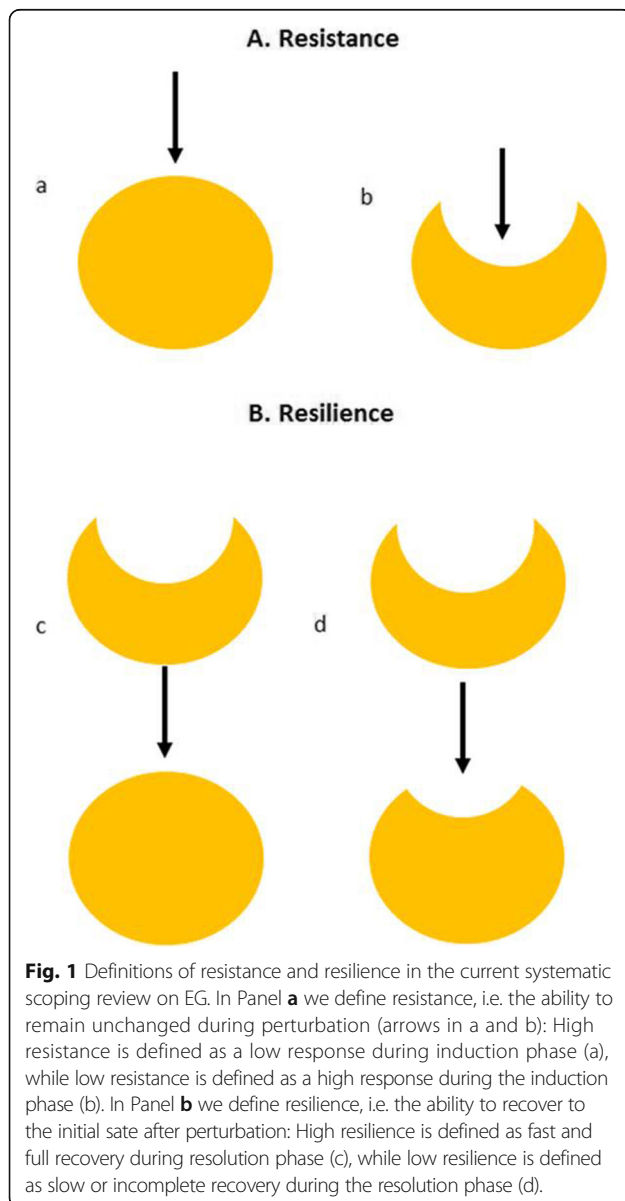 A. Resistance
a
b
B. Resilience
c
d
Fig. 1 Definitions of resistance and resilience in the current systematic
scoping review on EG. In Panel a we define resistance, i.e. the ability to
remain unchanged during perturbation (arrows in a and b): High
resistance is defined as a low response during induction phase (a),
while low resistance is defined as a high response during the induction
phase (b). In Panel b we define resilience, i.e. the ability to recover to
the initial sate after perturbation: High resilience is defined as fast and
full recovery during resolution phase (c), while low resilience is defined
as slow or incomplete recovery during the resolution phase (d).